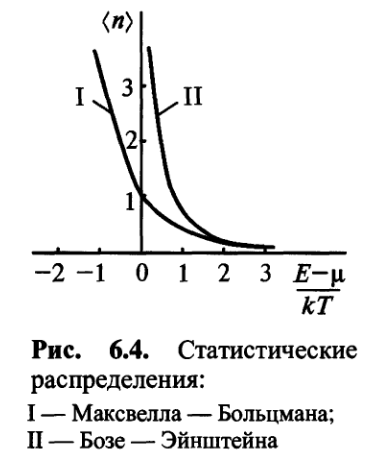 ⟨n⟩
I
3
II
2
1
−2 −1 0 1 2 3 E−μ
kT
Рис. 6.4. Статистические
распределения:
I — Максвелла — Больцмана;
II — Бозе — Эйнштейна